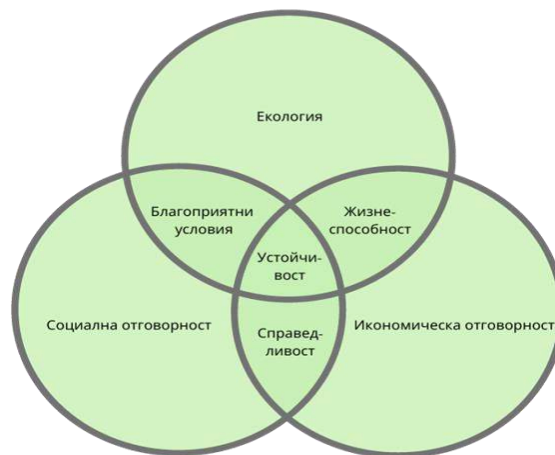 Екология
Благоприятни
условия
Жизне-
способност
Устойчи-
вост
Социална отговорност
Справед-
ливост
Икономическа отговорност